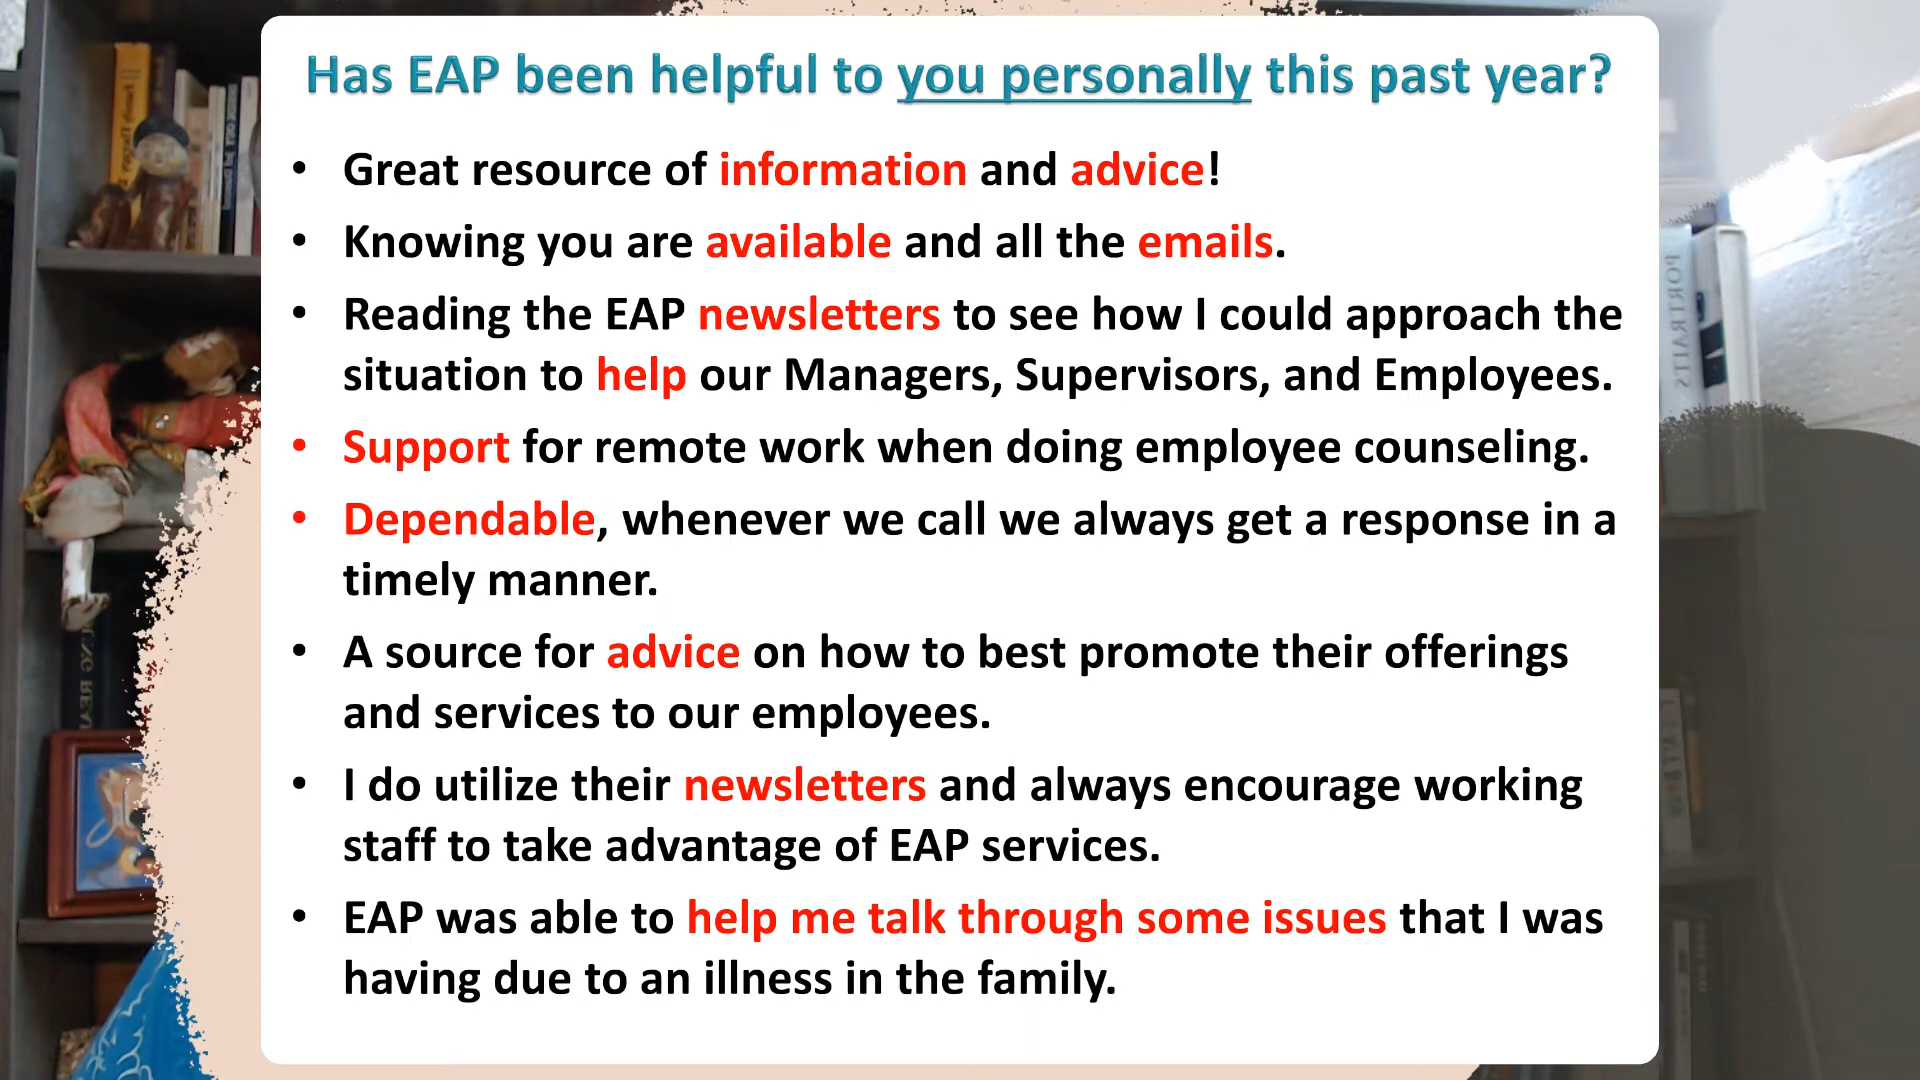 Has EAP been helpful to you personally this past year?
• Great resource of information and advice!
• Knowing you are available and all the emails.
• Reading the EAP newsletters to see how I could approach the
situation to help our Managers, Supervisors, and Employees.
• Support for remote work when doing employee counseling.
• Dependable, whenever we call we always get a response in a
timely manner.
• A source for advice on how to best promote their offerings
and services to our employees.
• I do utilize their newsletters and always encourage working
staff to take advantage of EAP services.
• EAP was able to help me talk through some issues that I was
having due to an illness in the family.
PORTRAITS